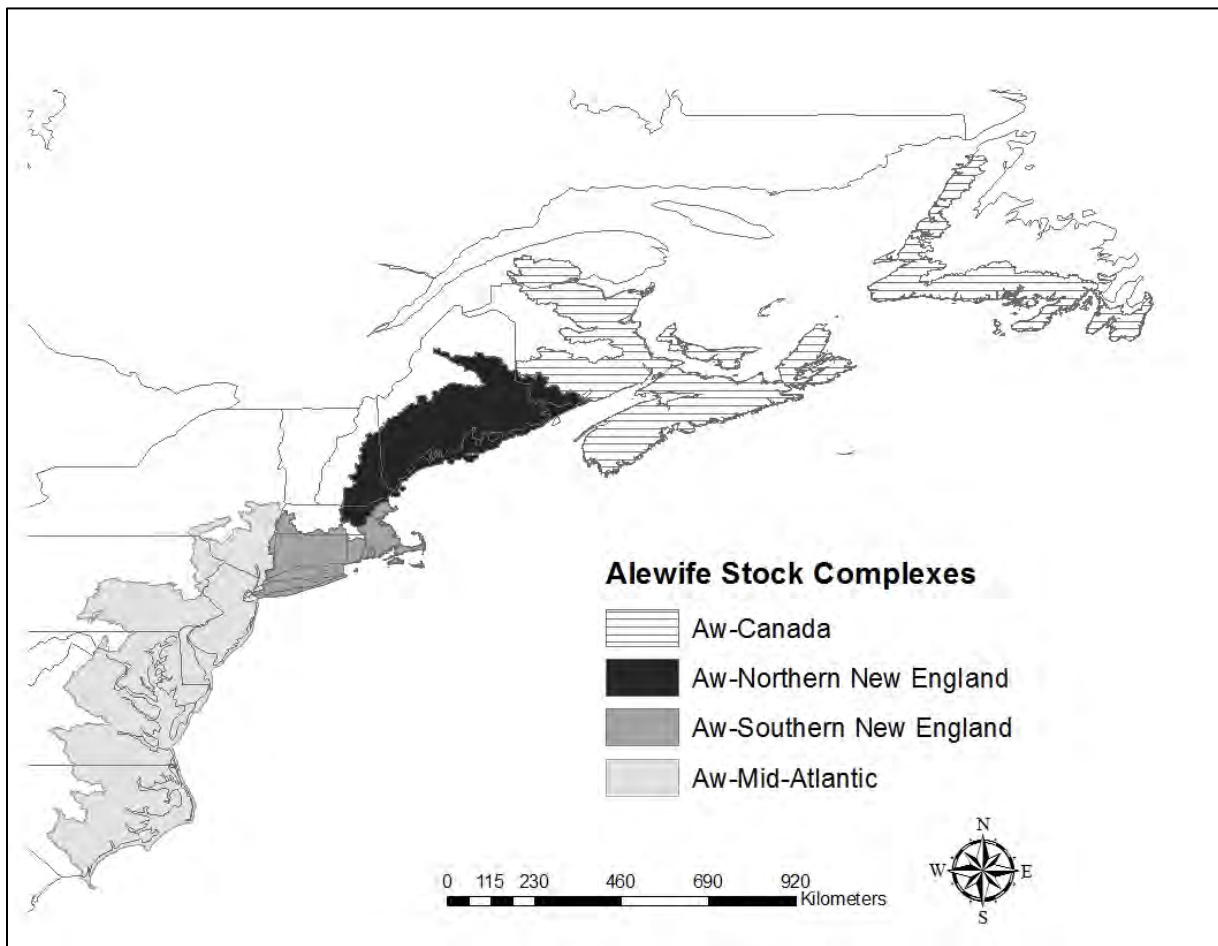 Alewife Stock Complexes
Aw-Canada
Aw-Northern New England
Aw-Southern New England
Aw-Mid-Atlantic
N
W E
S
0 115 230 460 690 920
Kilometers